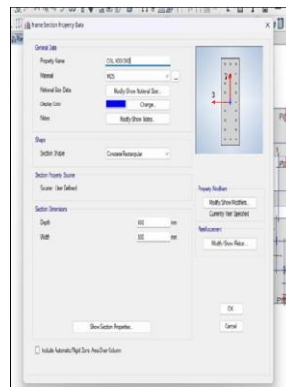 Frame Section Property Data
General Data
Property Name
Material
M25
Notional Size Data
Modify/Show Notional Size...
Display Color
Change...
Notes
Modify/Show Notes...
3
Shape
Section Shape
Concrete Rectangular
Section Property Source
Source: User Defined
Property Modifiers
Modify/Show Modifiers...
Currently User Specified
Section Dimensions
Reinforcement
Depth
mm
Modify/Show Rebar...
Width
mm
OK
Show Section Properties...
Cancel
Include Automatic Rigid Zone Area Over Column